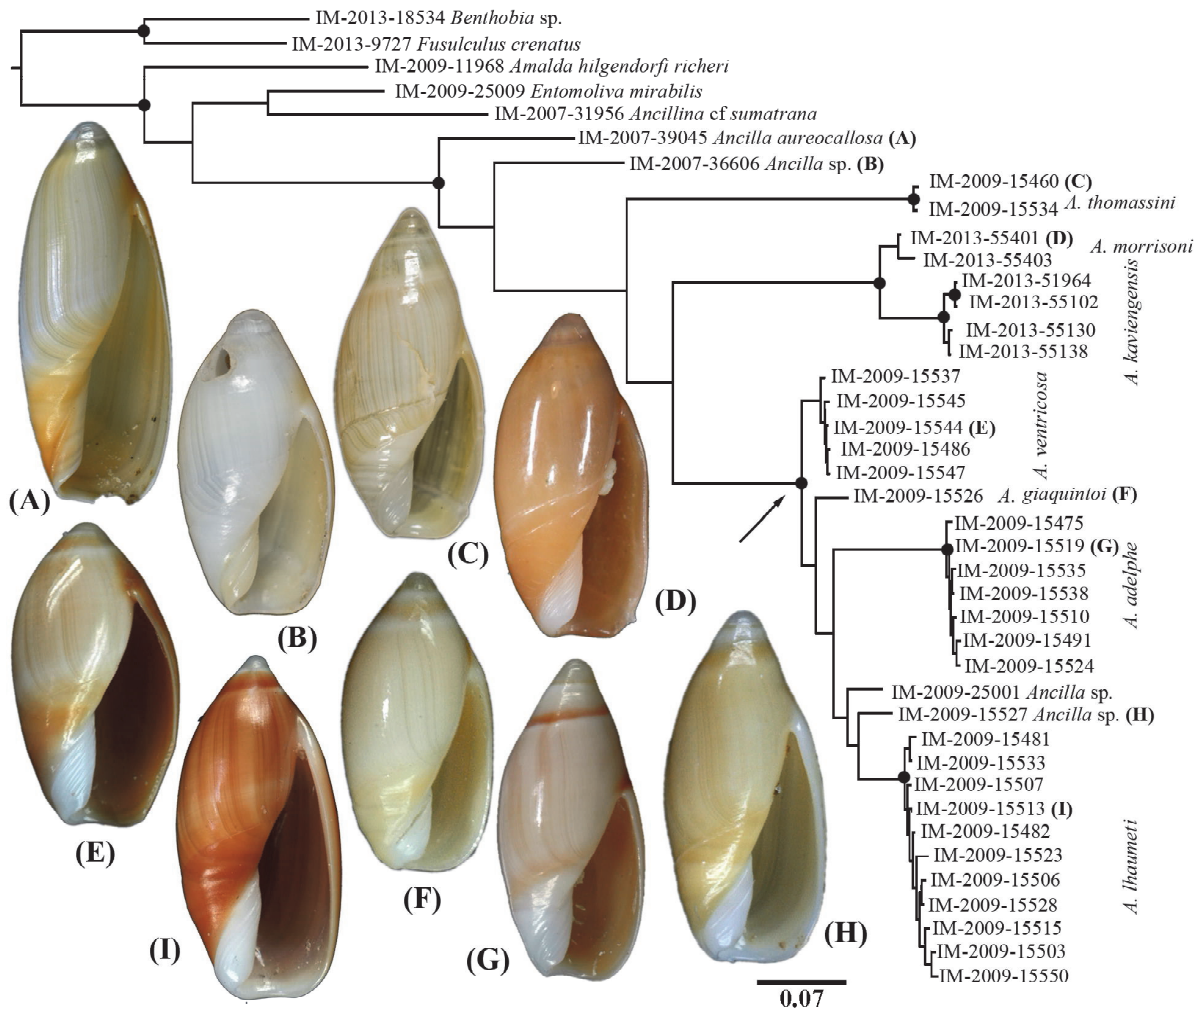 IM-2013-18534 Benthobia sp.
IM-2013-9727 Fusulculus crenatus
IM-2009-11968 Amalda hilgendorfi richeri
IM-2009-25009 Entomoliva mirabilis
IM-2007-31956 Ancillina cf sumatrana
IM-2007-39045 Ancilla aureocallosa (A)
IM-2007-36606 Ancilla sp. (B)
IM-2009-15460 (C)
IM-2009-15534
A. thomassini
IM-2013-55401 (D)
IM-2013-55403
A. morrisoni
IM-2013-51964
IM-2013-55102
IM-2013-55130
IM-2013-55138
A. kaviengensis
IM-2009-15537
IM-2009-15545
IM-2009-15544 (E)
IM-2009-15486
IM-2009-15547
A. ventricosa
IM-2009-15526 A. giaquintoi (F)
IM-2009-15475
IM-2009-15519 (G)
IM-2009-15535
IM-2009-15538
IM-2009-15510
IM-2009-15491
IM-2009-15524
A. adelphe
IM-2009-25001 Ancilla sp.
IM-2009-15527 Ancilla sp. (H)
IM-2009-15481
IM-2009-15533
IM-2009-15507
IM-2009-15513 (I)
IM-2009-15482
IM-2009-15523
IM-2009-15506
IM-2009-15528
IM-2009-15515
IM-2009-15503
IM-2009-15550
A. lhaumeti
(A)
(B)
(C)
(D)
(E)
(F)
(G)
(H)
(I)
0.07